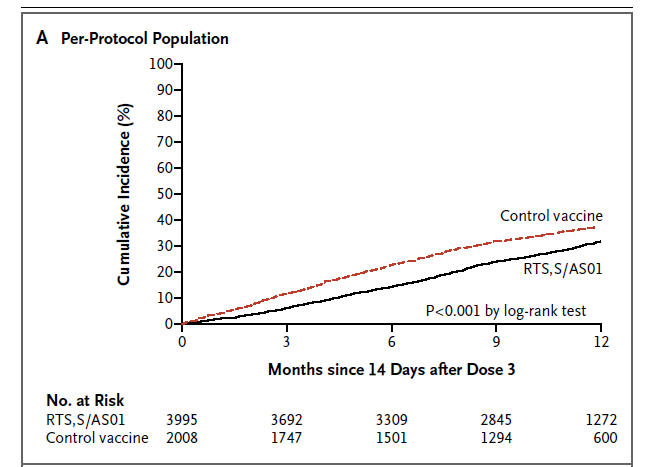 A Per-Protocol Population
100
90
80
70
60
50
40
30
20
10
0
Cumulative Incidence (%)
Control vaccine
RTS,S/AS01
P<0.001 by log-rank test
0 3 6 9 12
Months since 14 Days after Dose 3
No. at Risk
RTS,S/AS01 3995 3692 3309 2845 1272
Control vaccine 2008 1747 1501 1294 600